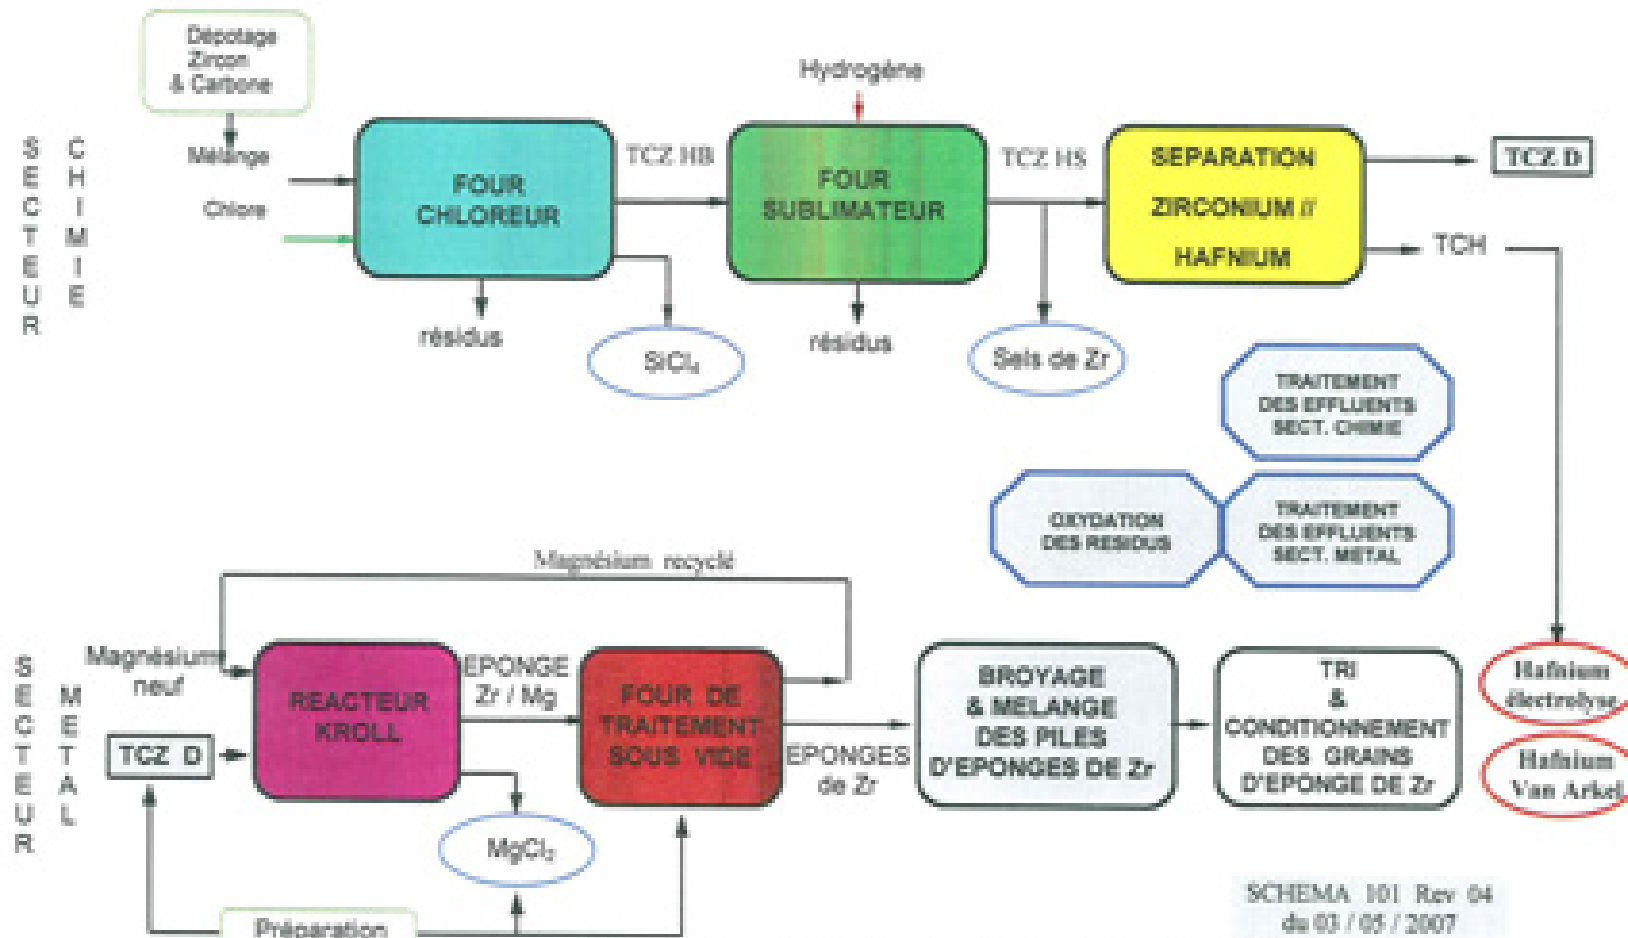 Dépotage
Zircon
& Carbone
Mélange
Chlore
SECTEUR
CHIMIE
FOUR
CHLOREUR
TCZ HB
résidus
SiCl₄
Hydrogène
FOUR
SUBLIMATEUR
TCZ HS
résidus
Sels de Zr
SEPARATION
ZIRCONIUM //
HAFNIUM
TCZ D
TCH
TRAITEMENT
DES EFFLUENTS
SECT. CHIMIE
OXYDATION
DES RESIDUS
TRAITEMENT
DES EFFLUENTS
SECT. METAL
Magnésium recyclé
SECTEUR
METAL
Magnésium
neuf
TCZ D
REACTEUR
KROLL
EPONGE
Zr / Mg
MgCl₂
FOUR DE
TRAITEMENT
SOUS VIDE
EPONGES
de Zr
BROYAGE
& MELANGE
DES PILES
D'EPONGES DE Zr
TRI
&
CONDITIONNEMENT
DES GRAINS
D'EPONGE DE Zr
Hafnium
électrolyse
Hafnium
Van Arkel
Préparation
SCHEMA 101 Rev 04
du 03 / 05 / 2007